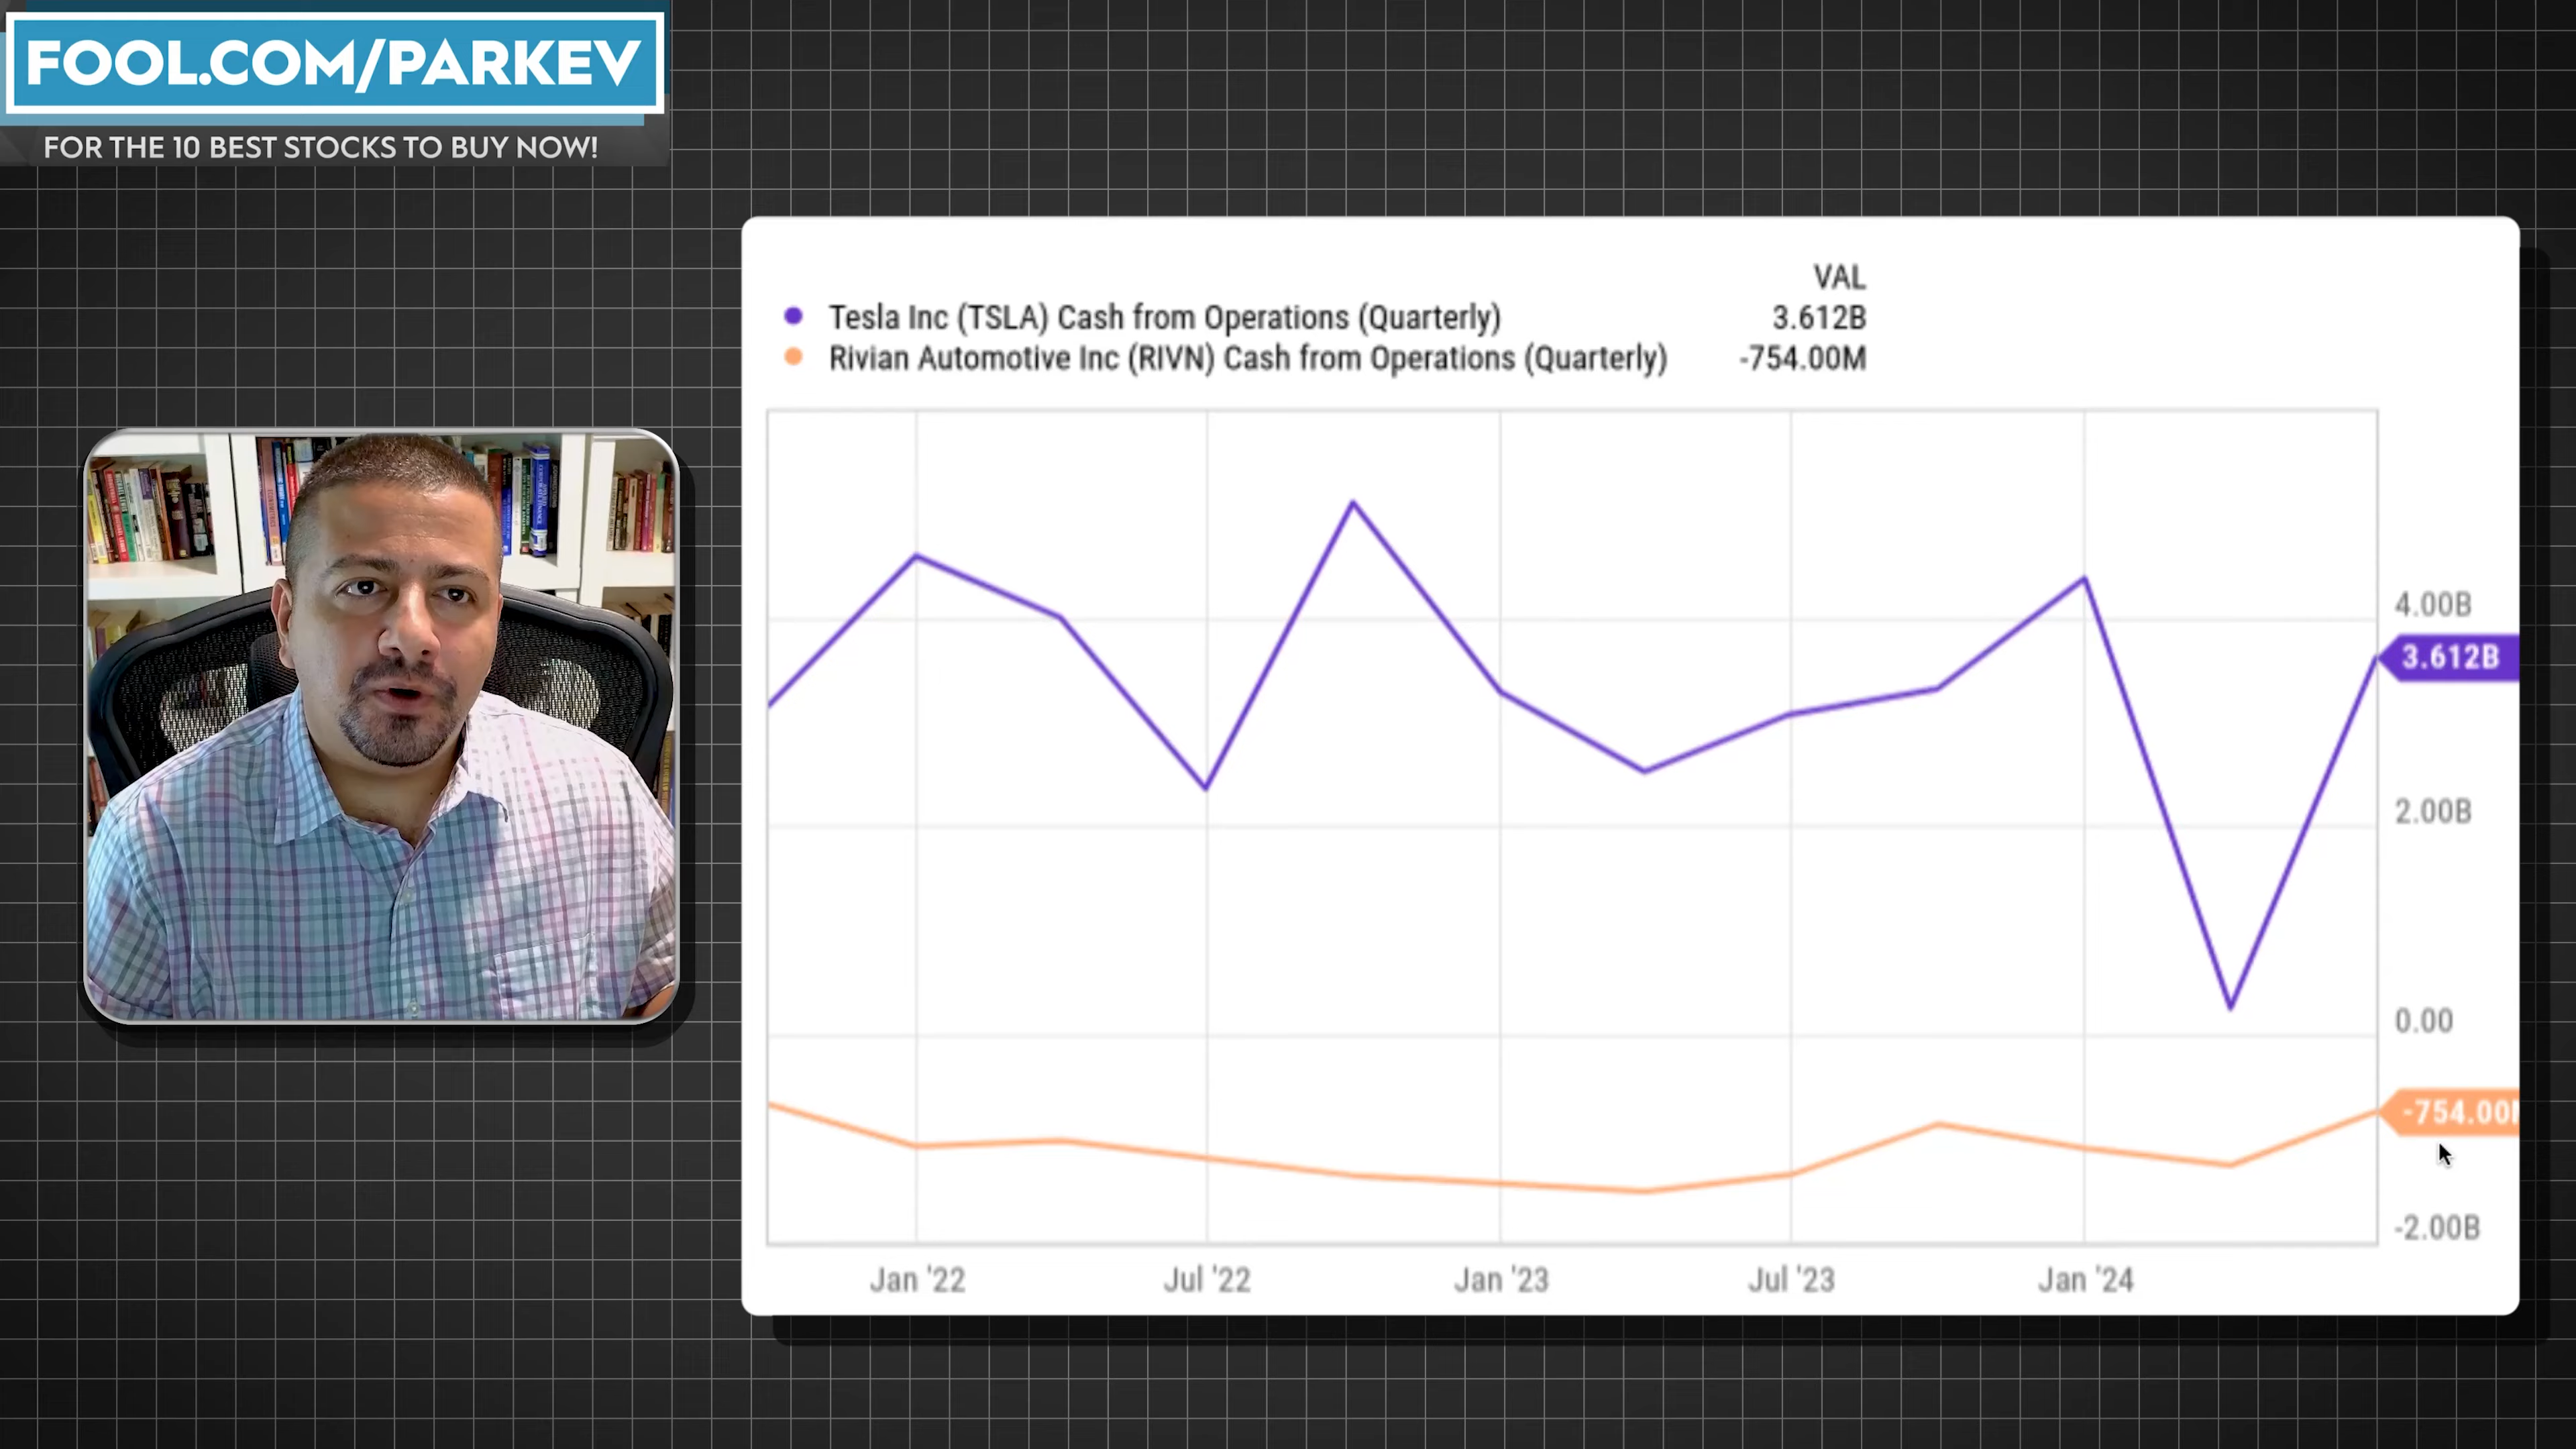 FOOL.COM/PARKEV
FOR THE 10 BEST STOCKS TO BUY NOW!
VAL
Tesla Inc (TSLA) Cash from Operations (Quarterly) 3.612B
Rivian Automotive Inc (RIVN) Cash from Operations (Quarterly) -754.00M
4.00B
3.612B
2.00B
0.00
-754.00M
-2.00B
Jan '22 Jul '22 Jan '23 Jul '23 Jan '24